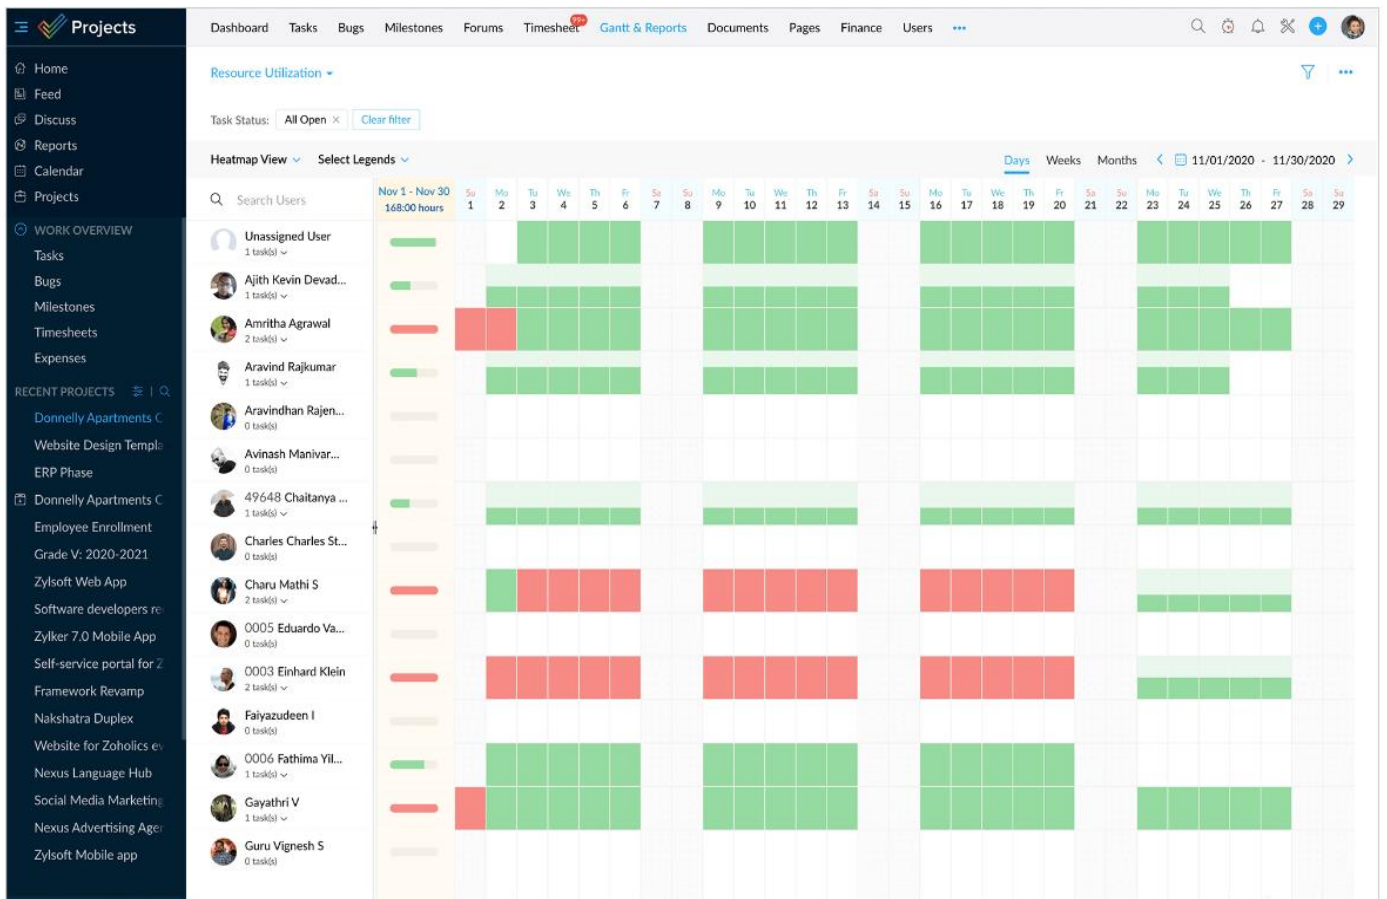 Projects
Dashboard Tasks Bugs Milestones Forums Timesheet 99+ Gantt & Reports Documents Pages Finance Users
Home
Feed
Discuss
Reports
Calendar
Projects
WORK OVERVIEW
Tasks
Bugs
Milestones
Timesheets
Expenses
RECENT PROJECTS
Donnelly Apartments C
Website Design Templa
ERP Phase
Donnelly Apartments C
Employee Enrollment
Grade V: 2020-2021
Zylsoft Web App
Software developers re
Zylker 7.0 Mobile App
Self-service portal for Z
Framework Revamp
Nakshatra Duplex
Website for Zoholics ev
Nexus Language Hub
Social Media Marketing
Nexus Advertising Ager
Zylsoft Mobile app
Resource Utilization
Task Status: All Open × Clear filter
Heatmap View Select Legends Days Weeks Months < 11/01/2020 - 11/30/2020 >
Search Users
Nov 1 - Nov 30
168:00 hours
Su Mo Tu We Th Fr Sa Su Mo Tu We Th Fr Sa Su Mo Tu We Th Fr Sa Su Mo Tu We Th Fr Sa Su
1 2 3 4 5 6 7 8 9 10 11 12 13 14 15 16 17 18 19 20 21 22 23 24 25 26 27 28 29
Unassigned User
1 task(s)
Ajith Kevin Devad...
1 task(s)
Amritha Agrawal
2 task(s)
Aravind Rajkumar
1 task(s)
Aravindhan Rajen...
0 task(s)
Avinash Manivar...
0 task(s)
49648 Chaitanya ...
1 task(s)
Charles Charles St...
0 task(s)
Charu Mathi S
2 task(s)
0005 Eduardo Va...
0 task(s)
0003 Einhard Klein
2 task(s)
Faiyazudeen I
0 task(s)
0006 Fathima Yil...
1 task(s)
Gayathri V
1 task(s)
Guru Vignesh S
0 task(s)